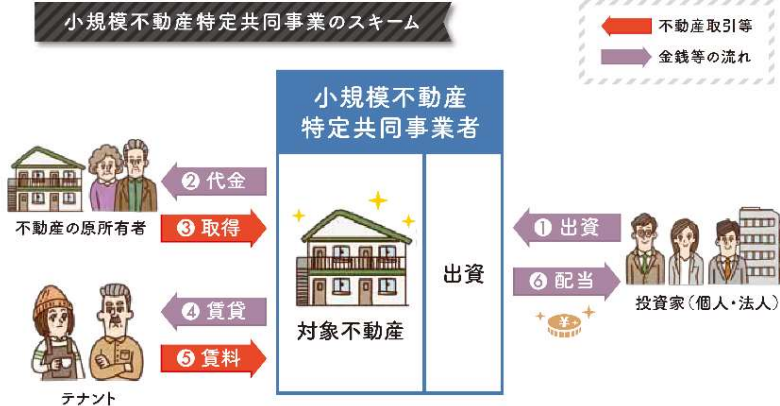 小規模不動産特定共同事業のスキーム
不動産取引等
金銭等の流れ
小規模不動産
特定共同事業者
❷代金
❸取得
不動産の原所有者
❶出資
❻配当
¥
投資家(個人・法人)
出資
対象不動産
❹賃貸
❺賃料
テナント